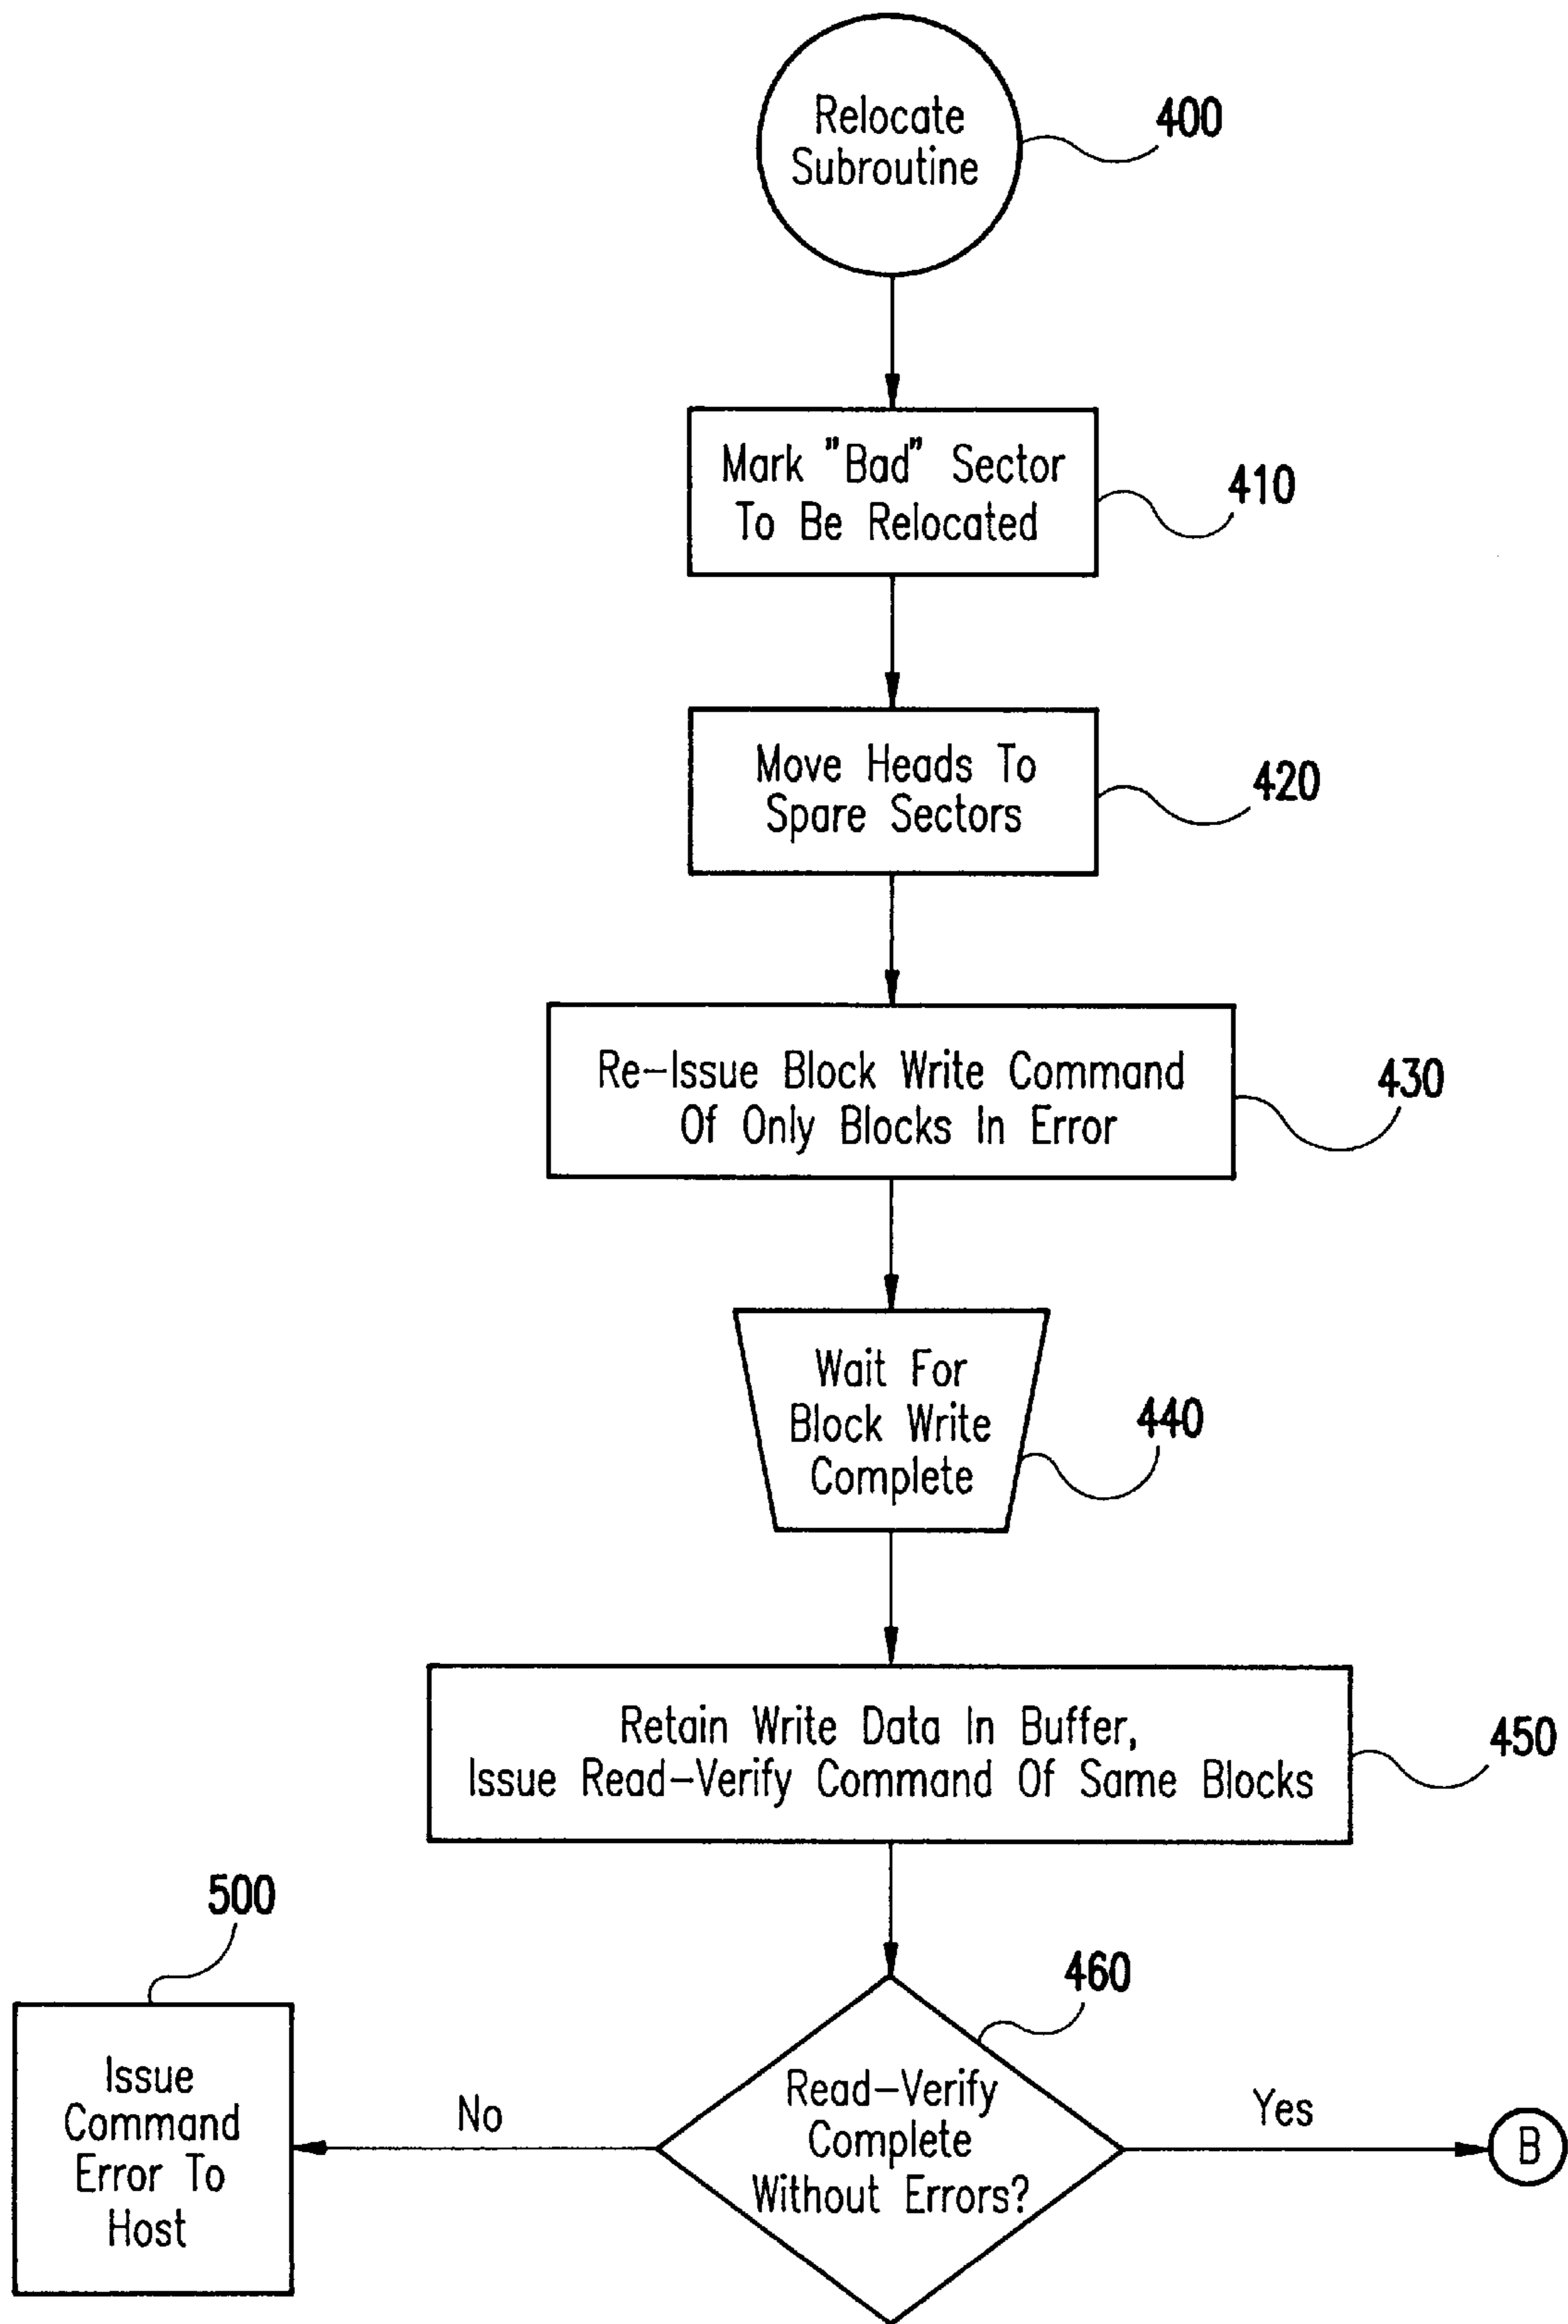 Relocate
Subroutine
400
Mark "Bad" Sector
To Be Relocated
410
Move Heads To
Spare Sectors
420
Re-Issue Block Write Command
Of Only Blocks In Error
430
Wait For
Block Write
Complete
440
Retain Write Data In Buffer,
Issue Read-Verify Command Of Same Blocks
450
500
Issue
Command
Error To
Host
No
460
Read-Verify
Complete
Without Errors?
Yes
B